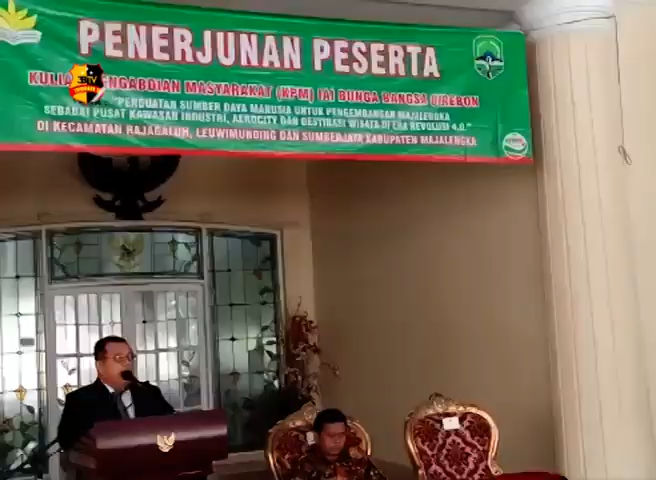 PENERJUNAN PESERTA
KULIAH PENGABDIAN MASYARAKAT (KPM) IAI BUNGA BANGSA CIREBON
"PENGUATAN SUMBER DAYA MANUSIA UNTUK PENGEMBANGAN MAJALENGKA
SEBAGAI PUSAT KAWASAN INDUSTRI, AEROCITY DAN DESTINASI WISATA DI ERA REVOLUSI 4.0."
DI KECAMATAN RAJAGALUH, LEUWIMUNDING DAN SUMBERJAYA KABUPATEN MAJALENGKA